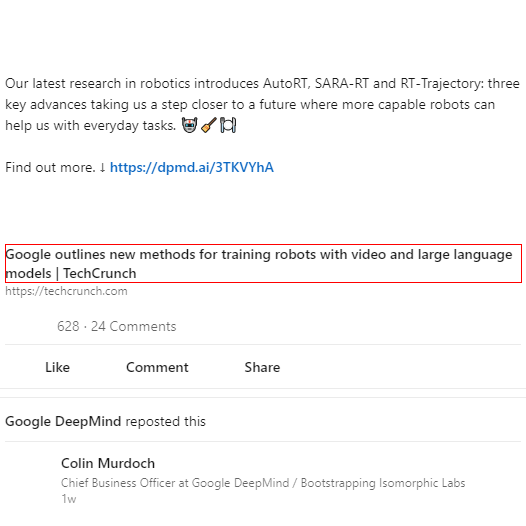 Our latest research in robotics introduces AutoRT, SARA-RT and RT-Trajectory: three
key advances taking us a step closer to a future where more capable robots can
help us with everyday tasks. 🤖🧹🍽️
Find out more. ↓ https://dpmd.ai/3TKVYhA
Google outlines new methods for training robots with video and large language
models | TechCrunch
https://techcrunch.com
628 · 24 Comments
Like Comment Share
Google DeepMind reposted this
Colin Murdoch
Chief Business Officer at Google DeepMind / Bootstrapping Isomorphic Labs
1w